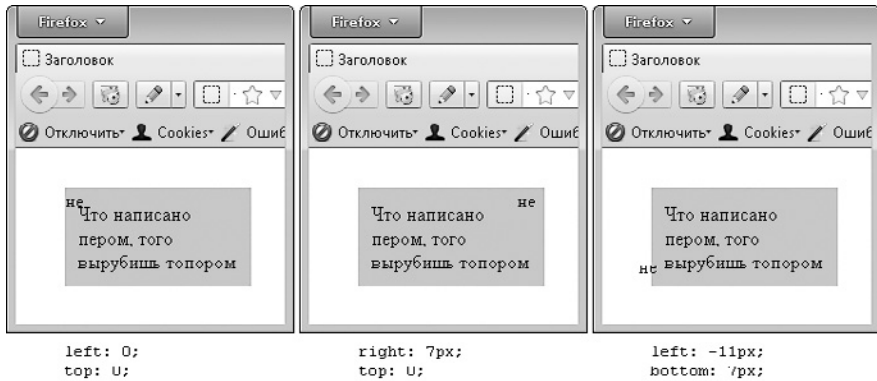 Firefox
Заголовок
Отключить Cookies Ошиб
не
Что написано
пером, того
вырубишь топором
left: 0;
top: 0;
Firefox
Заголовок
Отключить Cookies Ошиб
не
Что написано
пером, того
вырубишь топором
right: 7px;
top: 0;
Firefox
Заголовок
Отключить Cookies Ошиб
Что написано
пером, того
не вырубишь топором
left: -11px;
bottom: 7px;